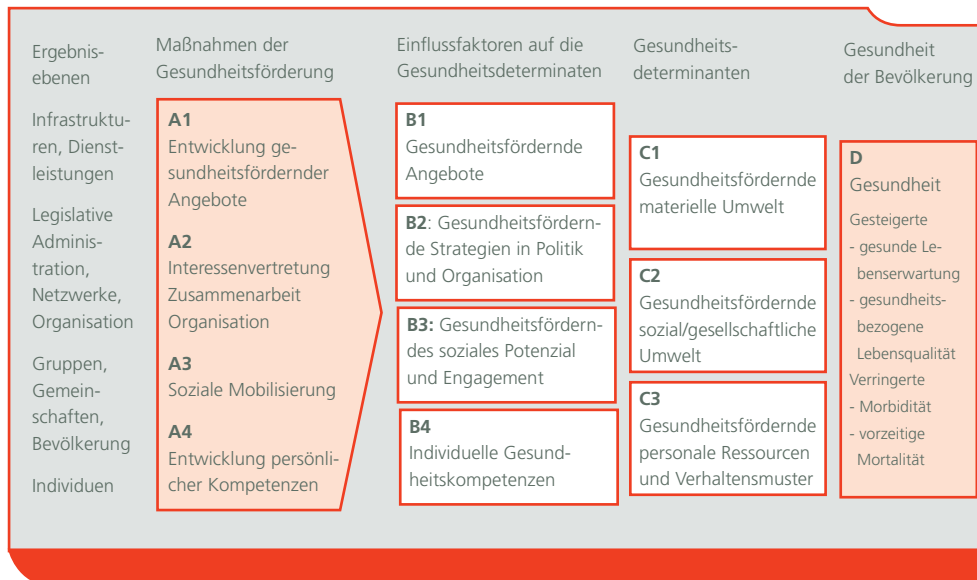 Ergebnis-
ebenen
Infrastruktu-
ren, Dienst-
leistungen
Legislative
Adminis-
tration,
Netzwerke,
Organisation
Gruppen,
Gemein-
schaften,
Bevölkerung
Individuen
Maßnahmen der
Gesundheitsförderung
A1
Entwicklung ge-
sundheitsfördernder
Angebote
A2
Interessenvertretung
Zusammenarbeit
Organisation
A3
Soziale Mobilisierung
A4
Entwicklung persönli-
cher Kompetenzen
Einflussfaktoren auf die
Gesundheitsdeterminaten
B1
Gesundheitsfördernde
Angebote
B2: Gesundheitsfördern-
de Strategien in Politik
und Organisation
B3: Gesundheitsfördern-
des soziales Potenzial
und Engagement
B4
Individuelle Gesund-
heitskompetenzen
Gesundheits-
determinanten
C1
Gesundheitsfördernde
materielle Umwelt
C2
Gesundheitsfördernde
sozial/gesellschaftliche
Umwelt
C3
Gesundheitsfördernde
personale Ressourcen
und Verhaltensmuster
Gesundheit
der Bevölkerung
D
Gesundheit
Gesteigerte
- gesunde Le-
benserwartung
- gesundheits-
bezogene
Lebensqualität
Verringerte
- Morbidität
- vorzeitige
Mortalität